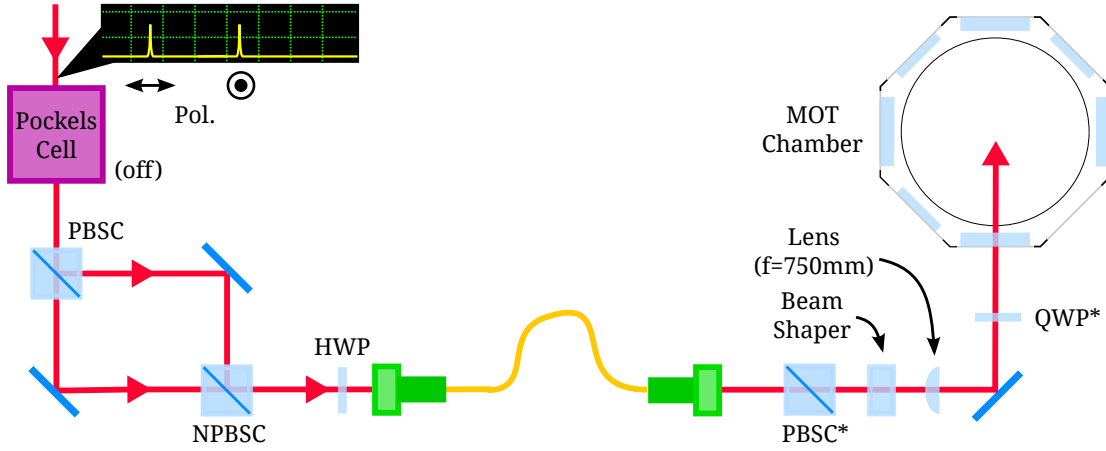 Pol.
Pockels
Cell
(off)
PBSC
NPBSC
HWP
PBSC*
Beam
Shaper
Lens
(f=750mm)
QWP*
MOT
Chamber